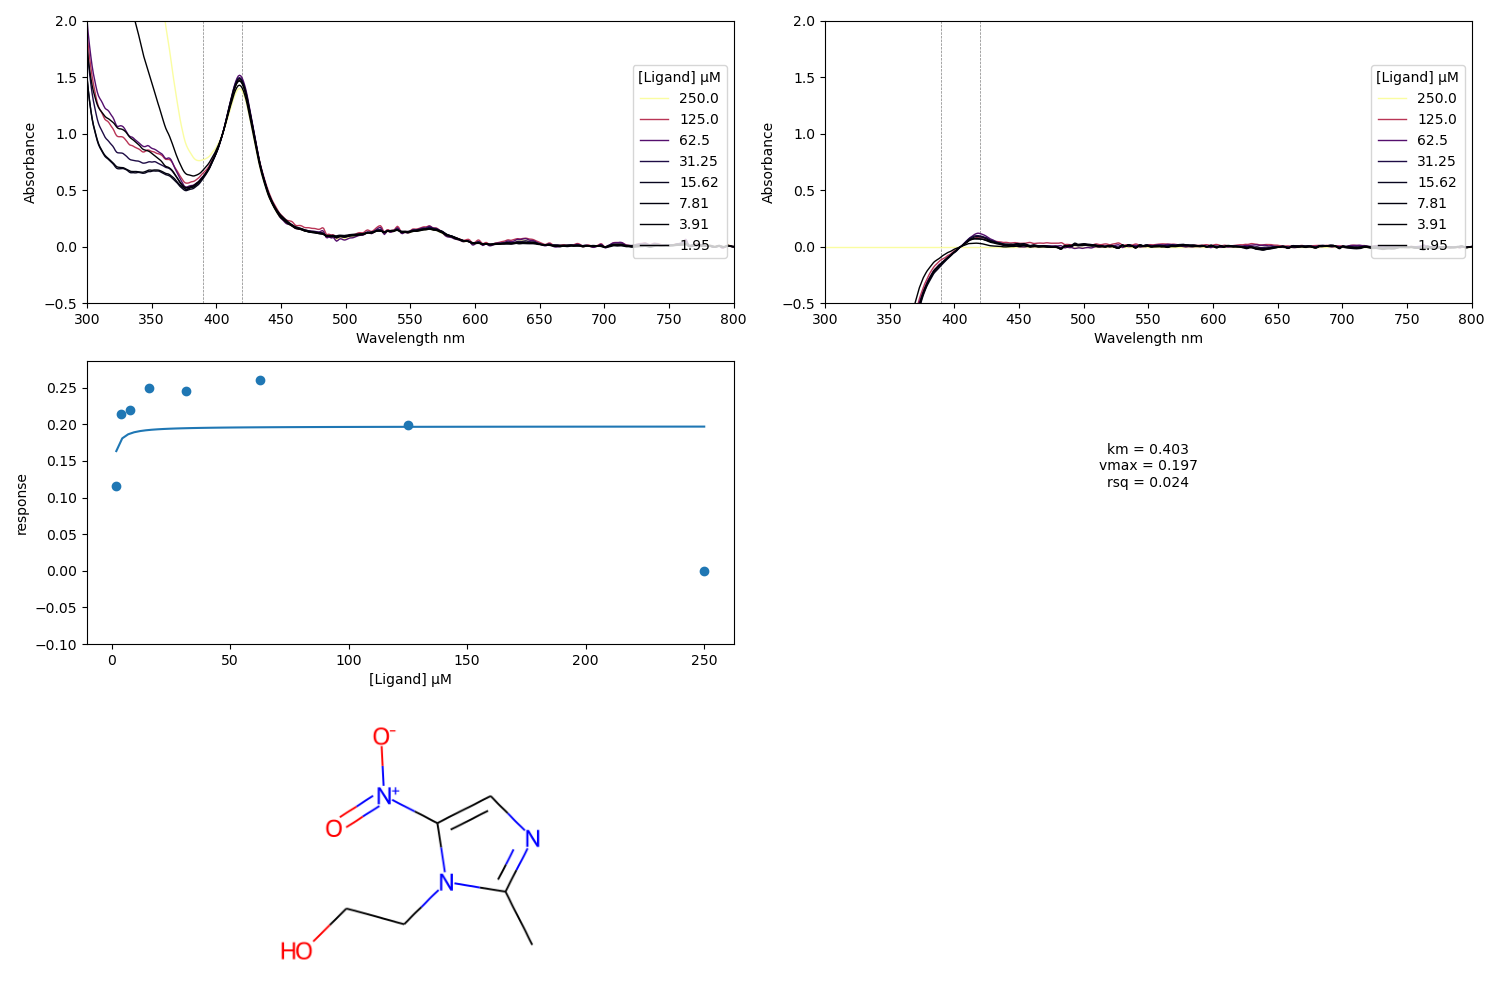 2.0
1.5
1.0
0.5
0.0
−0.5
Absorbance
300 350 400 450 500 550 600 650 700 750 800
Wavelength nm
[Ligand] μM
250.0
125.0
62.5
31.25
15.62
7.81
3.91
1.95
2.0
1.5
1.0
0.5
0.0
−0.5
Absorbance
300 350 400 450 500 550 600 650 700 750 800
Wavelength nm
[Ligand] μM
250.0
125.0
62.5
31.25
15.62
7.81
3.91
1.95
0.25
0.20
0.15
0.10
0.05
0.00
−0.05
−0.10
response
0 50 100 150 200 250
[Ligand] μM
km = 0.403
vmax = 0.197
rsq = 0.024
O-
N+
O
N
N
HO